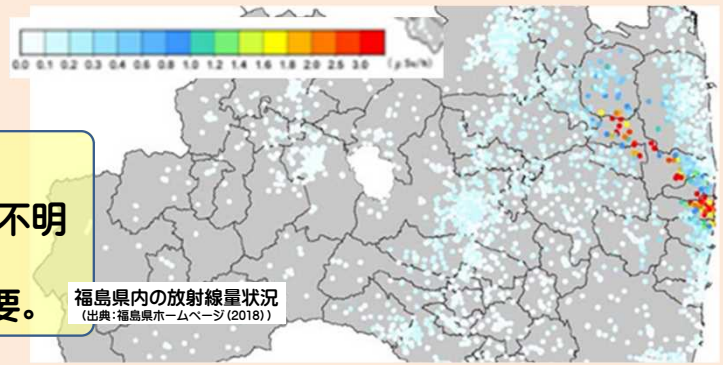 0.0 0.1 0.2 0.3 0.4 0.6 0.8 1.0 1.2 1.4 1.6 1.8 2.0 2.5 3.0 (μSv/h)
不明
要。
福島県内の放射線量状況
(出典:福島県ホームページ(2018))